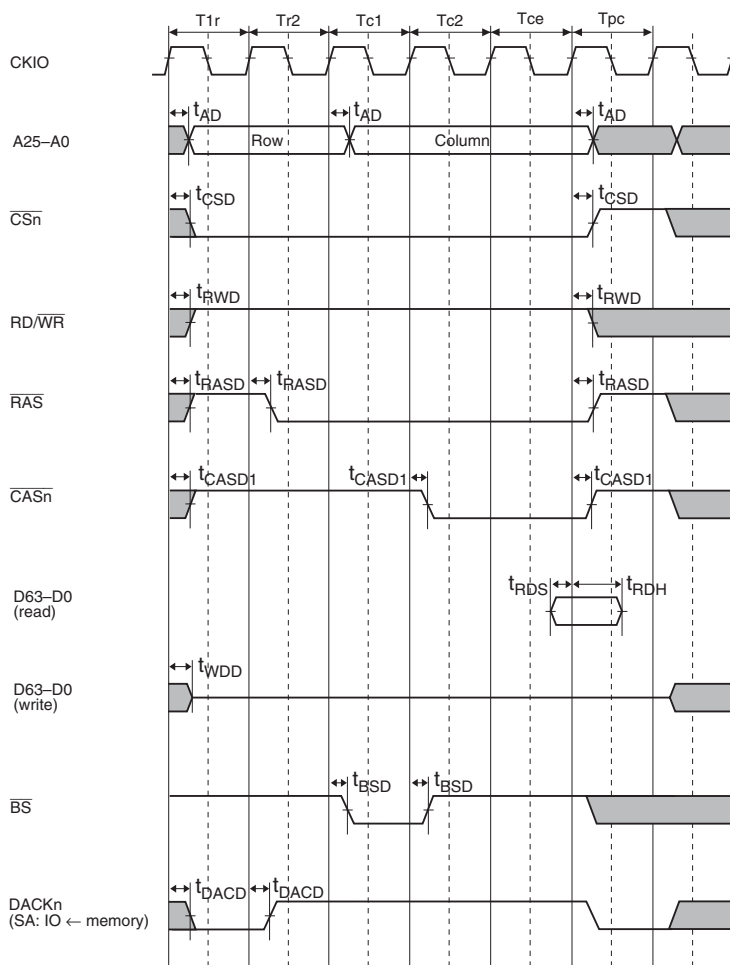 T1r Tr2 Tc1 Tc2 Tce Tpc
CKIO
tAD tAD tAD
A25–A0 Row Column
tCSD tCSD
CSn
tRWD tRWD
RD/WR
tRASD tRASD tRASD
RAS
tCASD1 tCASD1 tCASD1
CASn
D63–D0 tRDS tRDH
(read)
tWDD
D63–D0
(write)
tBSD tBSD
BS
DACKn tDACD tDACD
(SA: IO ← memory)